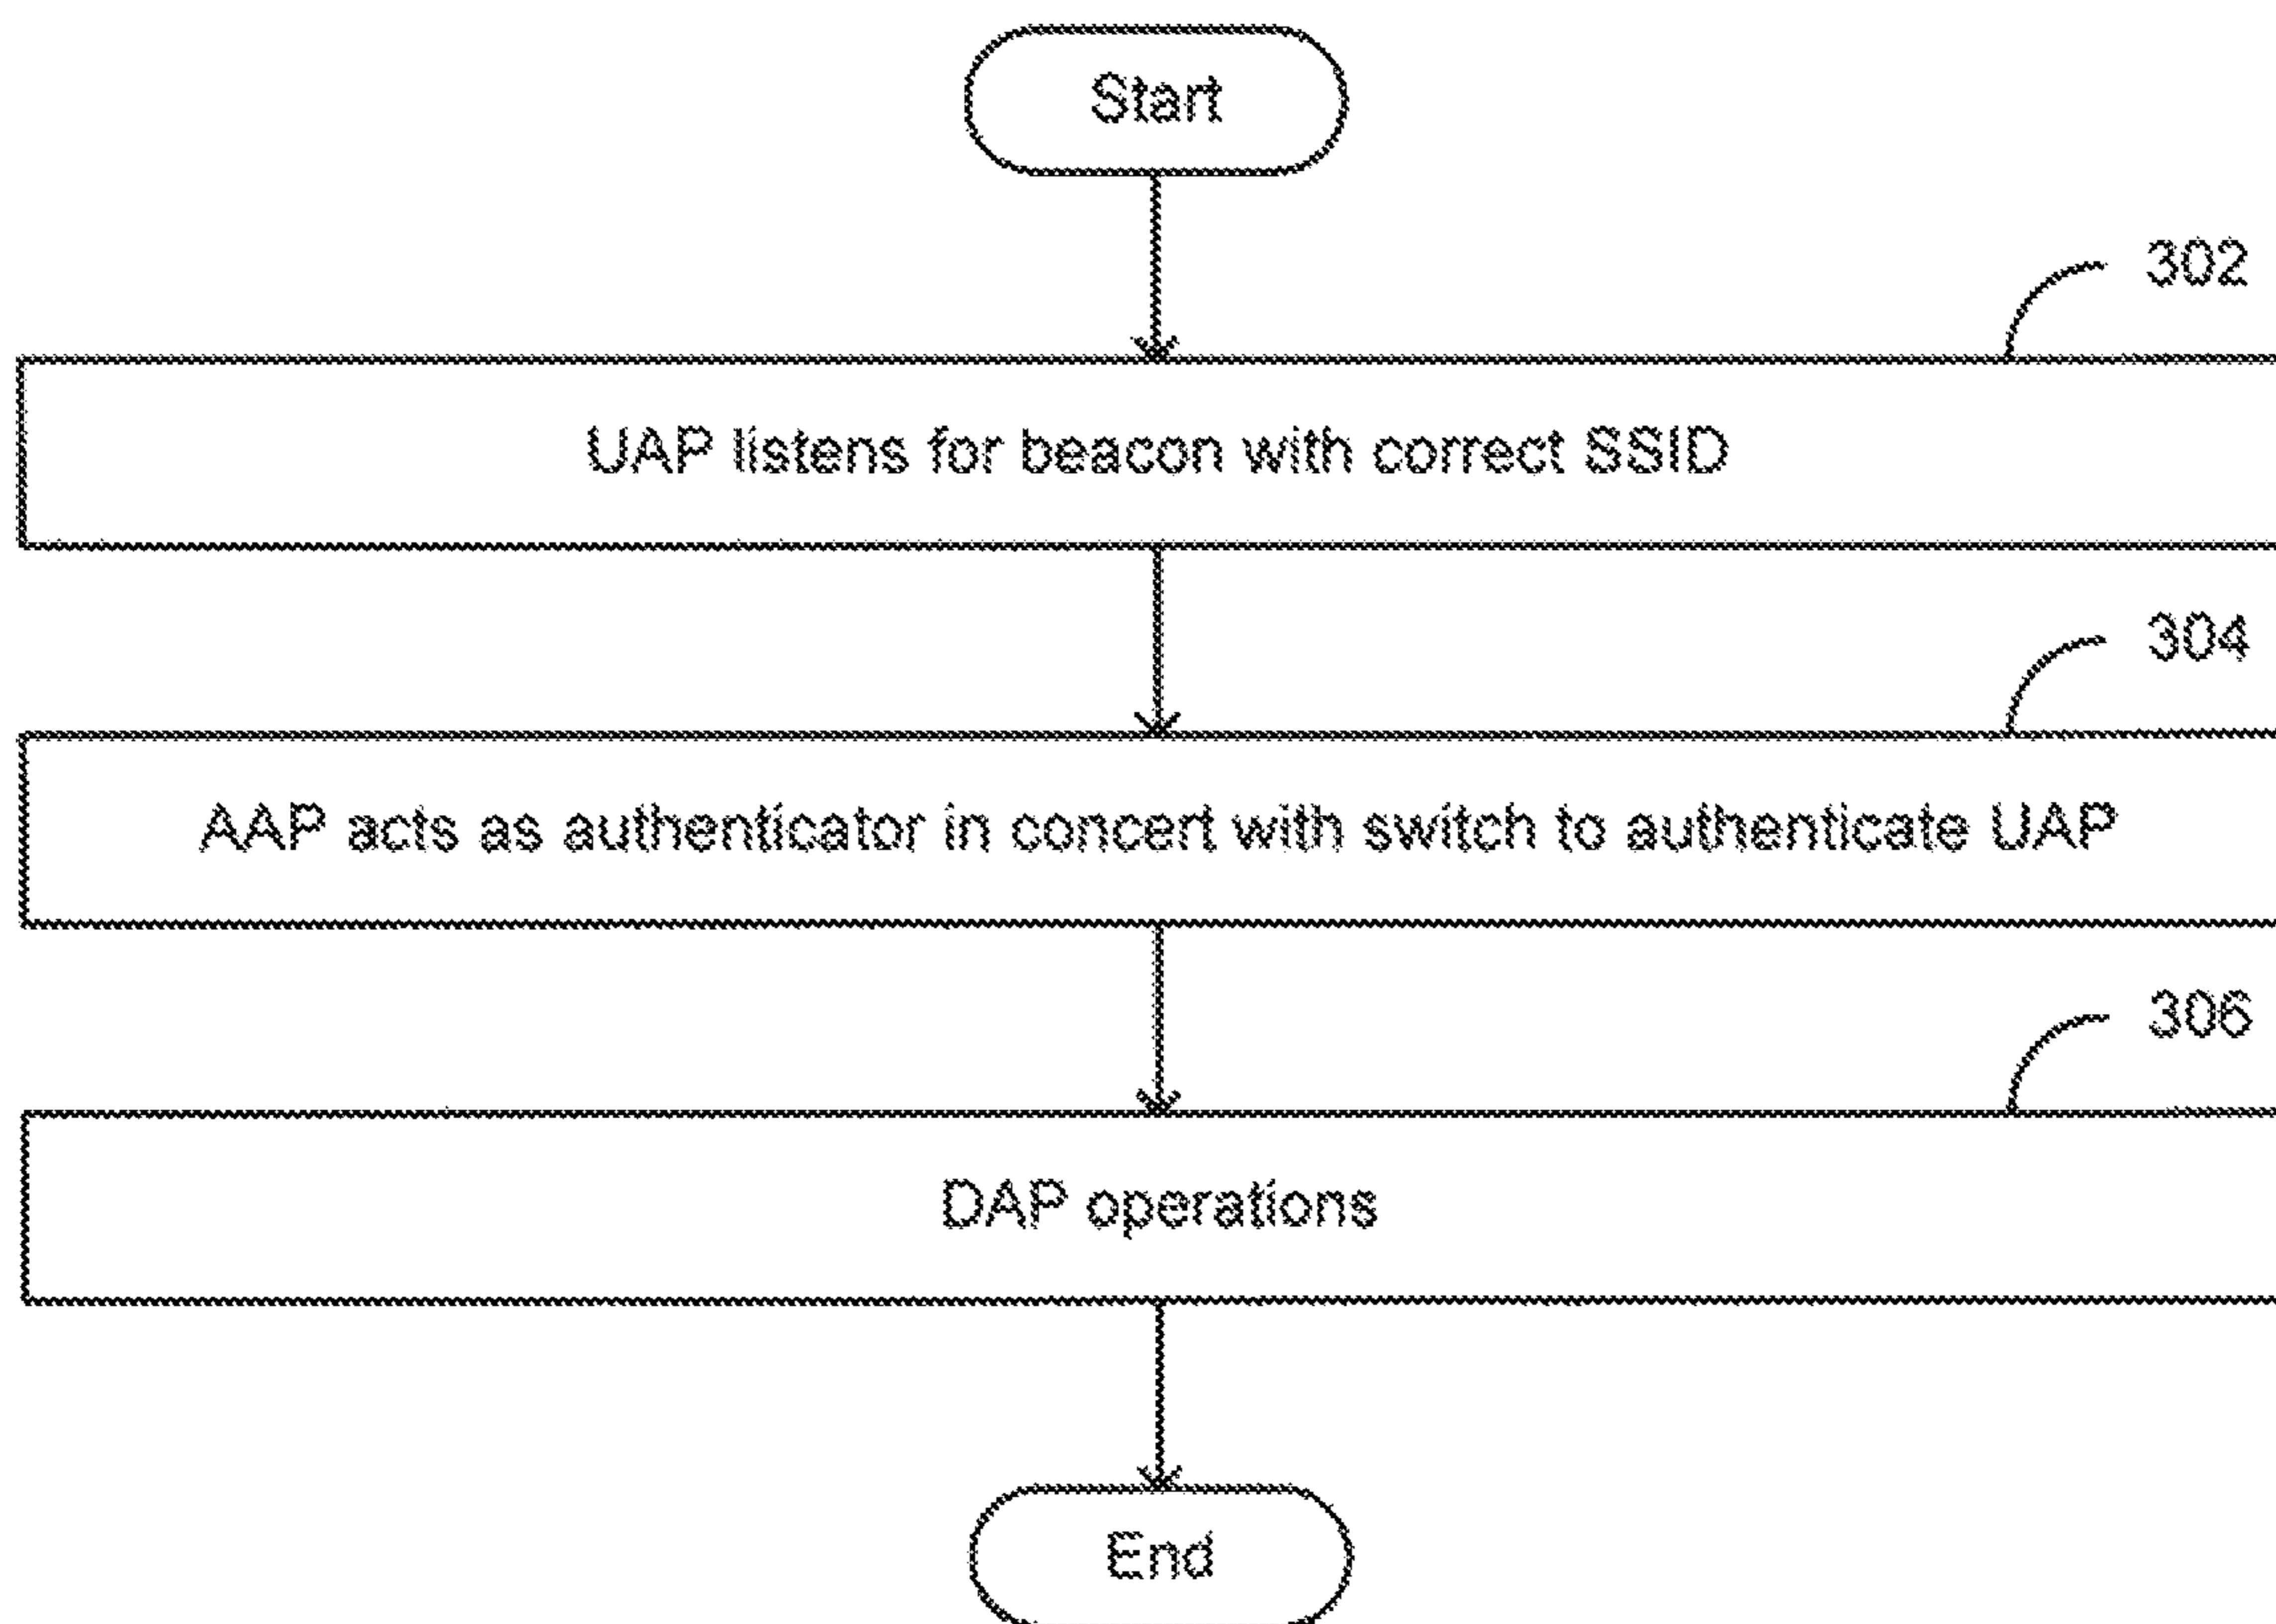 Start
302
UAP listens for beacon with correct SSID
304
AAP acts as authenticator in concert with switch to authenticate UAP
306
DAP operations
End